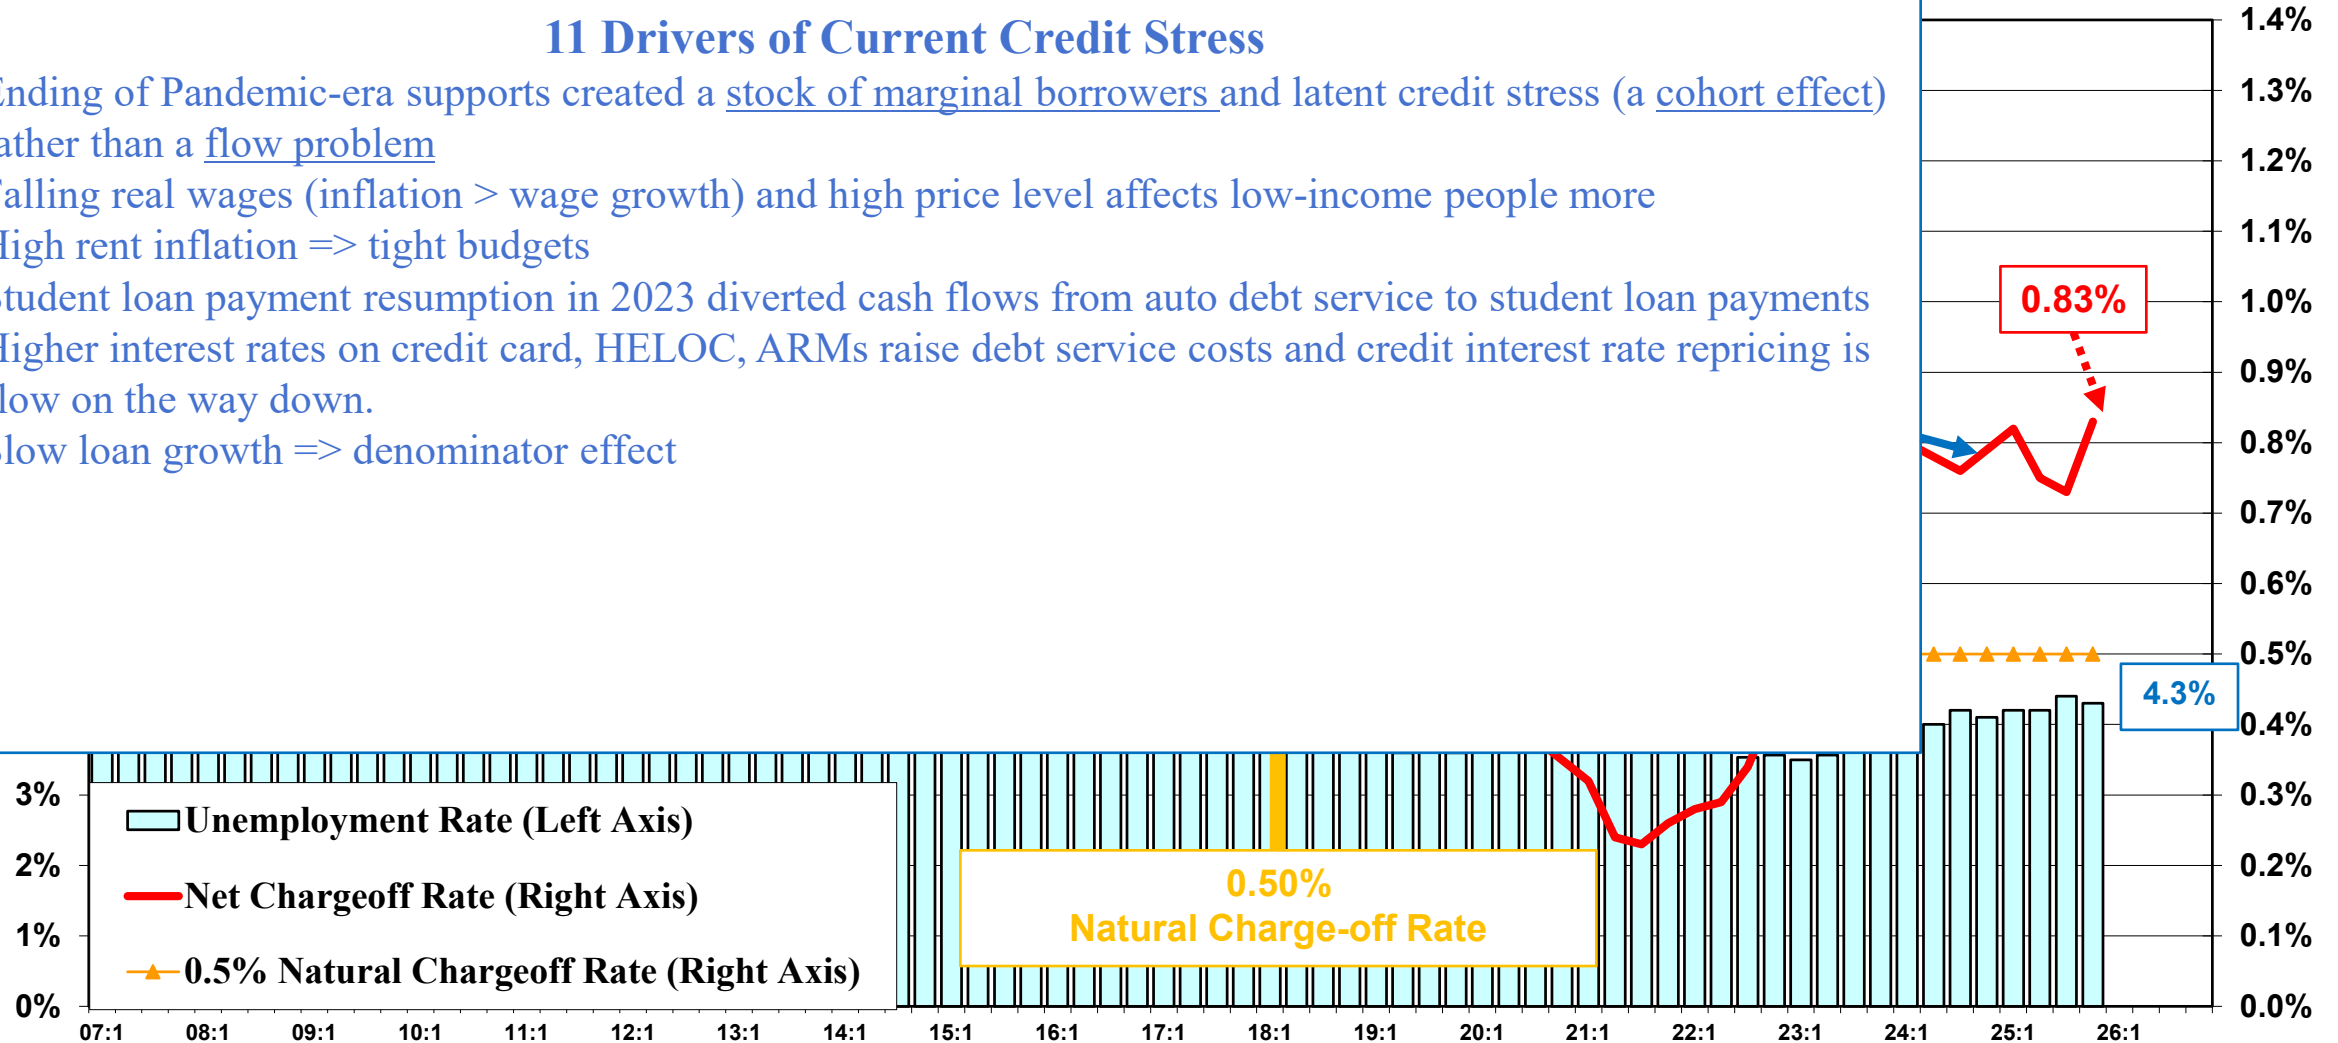 11 Drivers of Current Credit Stress
Ending of Pandemic-era supports created a stock of marginal borrowers and latent credit stress (a cohort effect)
rather than a flow problem
Falling real wages (inflation > wage growth) and high price level affects low-income people more
High rent inflation => tight budgets
Student loan payment resumption in 2023 diverted cash flows from auto debt service to student loan payments
Higher interest rates on credit card, HELOC, ARMs raise debt service costs and credit interest rate repricing is
slow on the way down.
Slow loan growth => denominator effect
1.4%
1.3%
1.2%
1.1%
1.0%
0.9%
0.8%
0.7%
0.6%
0.5%
0.4%
0.3%
0.2%
0.1%
0.0%
0.83%
4.3%
3%
2%
1%
0%
Unemployment Rate (Left Axis)
Net Chargeoff Rate (Right Axis)
0.5% Natural Chargeoff Rate (Right Axis)
0.50%
Natural Charge-off Rate
07:1 08:1 09:1 10:1 11:1 12:1 13:1 14:1 15:1 16:1 17:1 18:1 19:1 20:1 21:1 22:1 23:1 24:1 25:1 26:1